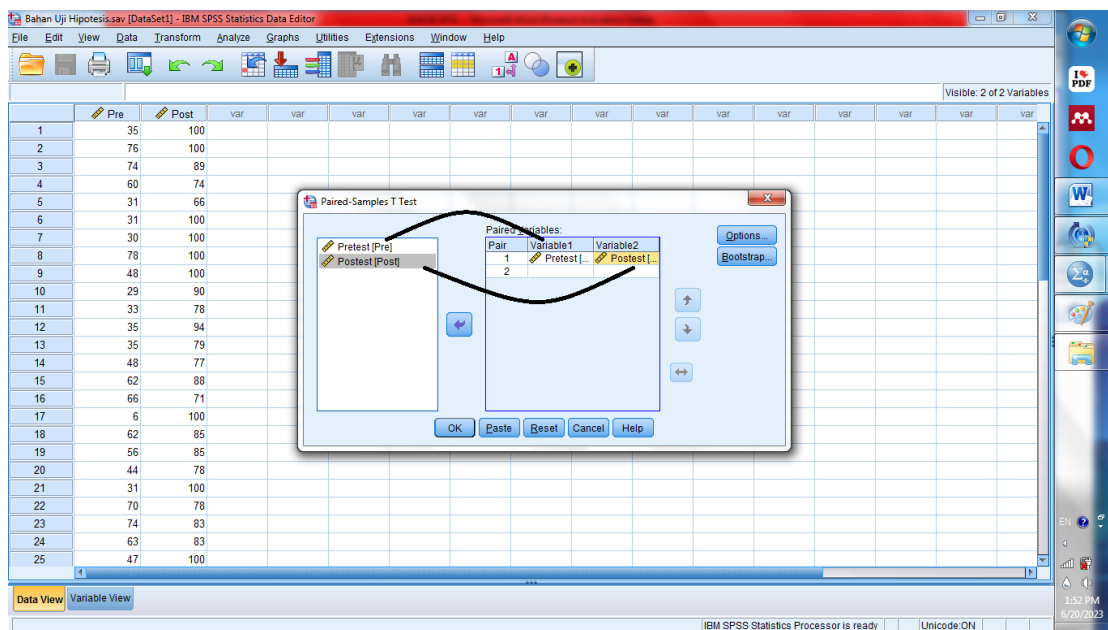 Bahan Uji Hipotesis.sav [DataSet1] - IBM SPSS Statistics Data Editor
File Edit View Data Transform Analyze Graphs Utilities Extensions Window Help
Visible: 2 of 2 Variables
Pre Post var var var var var var var var var var var var var var
1 35 100
2 76 100
3 74 89
4 60 74
5 31 66
6 31 100
7 30 100
8 78 100
9 48 100
10 29 90
11 33 78
12 35 94
13 35 79
14 48 77
15 62 88
16 66 71
17 6 100
18 62 85
19 56 85
20 44 78
21 31 100
22 70 78
23 74 83
24 63 83
25 47 100
Paired-Samples T Test
Pretest [Pre]
Postest [Post]
Paired Variables:
Pair Variable1 Variable2
1 Pretest [... Postest [...
2
Options...
Bootstrap...
OK Paste Reset Cancel Help
Data View Variable View
IBM SPSS Statistics Processor is ready Unicode:ON
PDF
W
EN
1:52 PM
6/20/2023